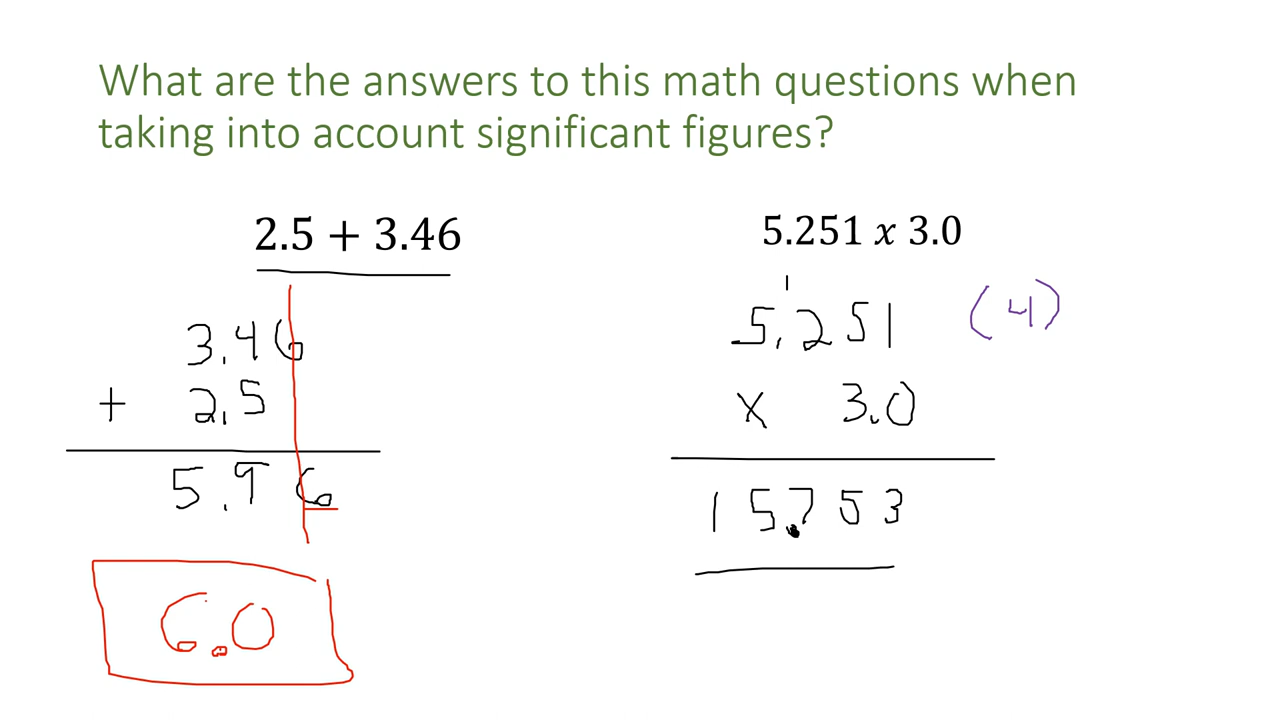 What are the answers to this math questions when
taking into account significant figures?
2.5 + 3.46
3.46
+ 2.5
5.96
6.0
5.251 x 3.0
1
5.251 (4)
x 3.0
15.753